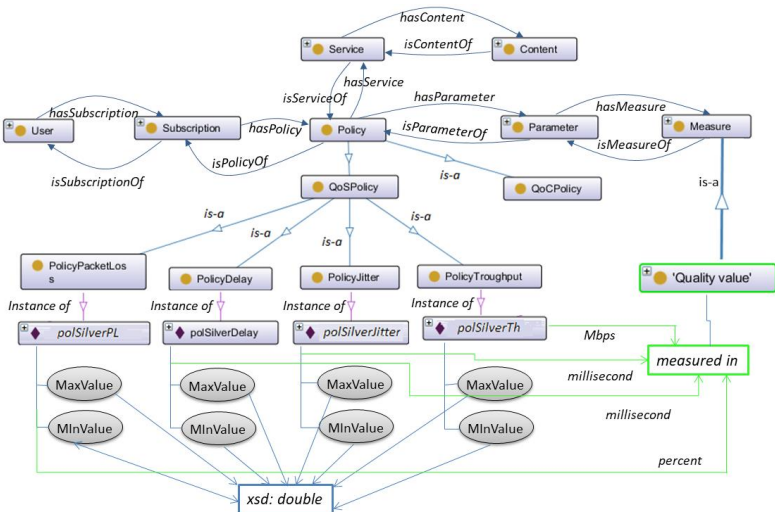 hasContent
Service
Content
isContentOf
hasService
isServiceOf
hasParameter
hasMeasure
hasSubscription
User
Subscription
hasPolicy
Policy
isParameterOf
Parameter
Measure
isPolicyOf
isSubscriptionOf
isMeasureOf
is-a
is-a
QoSPolicy
QoCPolicy
is-a
is-a
is-a
is-a
PolicyPacketLos
s
PolicyDelay
PolicyJitter
PolicyTroughput
'Quality value'
Instance of
Instance of
Instance of
Instance of
polSilverPL
polSilverDelay
polSilverJitter
polSilverTh
Mbps
measured in
millisecond
MaxValue
MaxValue
MaxValue
MaxValue
millisecond
MInValue
MInValue
MInValue
MInValue
percent
xsd: double